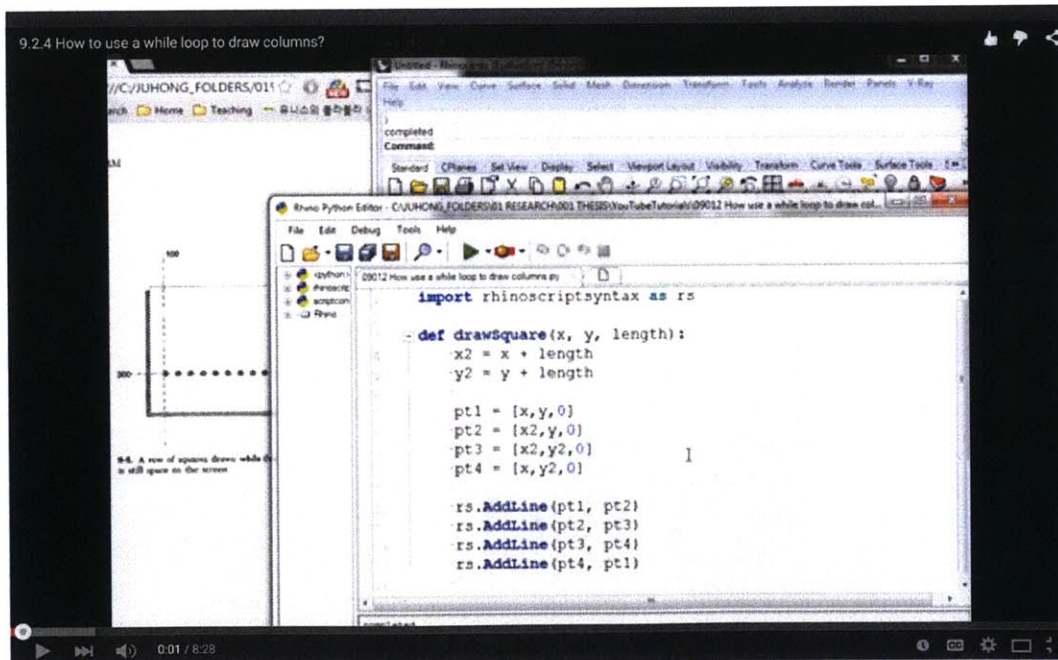 9.2.4 How to use a while loop to draw columns?
//C:/JUHONG_FOLDERS/01
Home Teaching
Untitled - Rhinoceros
File Edit View Curve Surface Solid Mesh Dimension Transform Tools Analyze Render Panels V-Ray
Help
completed
Command:
Standard CPlanes Set View Display Select Viewport Layout Visibility Transform Curve Tools Surface Tools
Rhino Python Editor - C:\JUHONG_FOLDERS\01 RESEARCH\001 THESIS\YouTubeTutorials\09012 How use a while loop to draw col...
File Edit Debug Tools Help
09012 How use a while loop to draw columns.py
Rhino
100
300
import rhinoscriptsyntax as rs
def drawSquare(x, y, length):
x2 = x + length
y2 = y + length
pt1 = [x,y,0]
pt2 = [x2,y,0]
pt3 = [x2,y2,0]
pt4 = [x,y2,0]
rs.AddLine(pt1, pt2)
rs.AddLine(pt2, pt3)
rs.AddLine(pt3, pt4)
rs.AddLine(pt4, pt1)
A row of squares drawn while
is still space on the screen
completed
0:01 / 8:28
CC